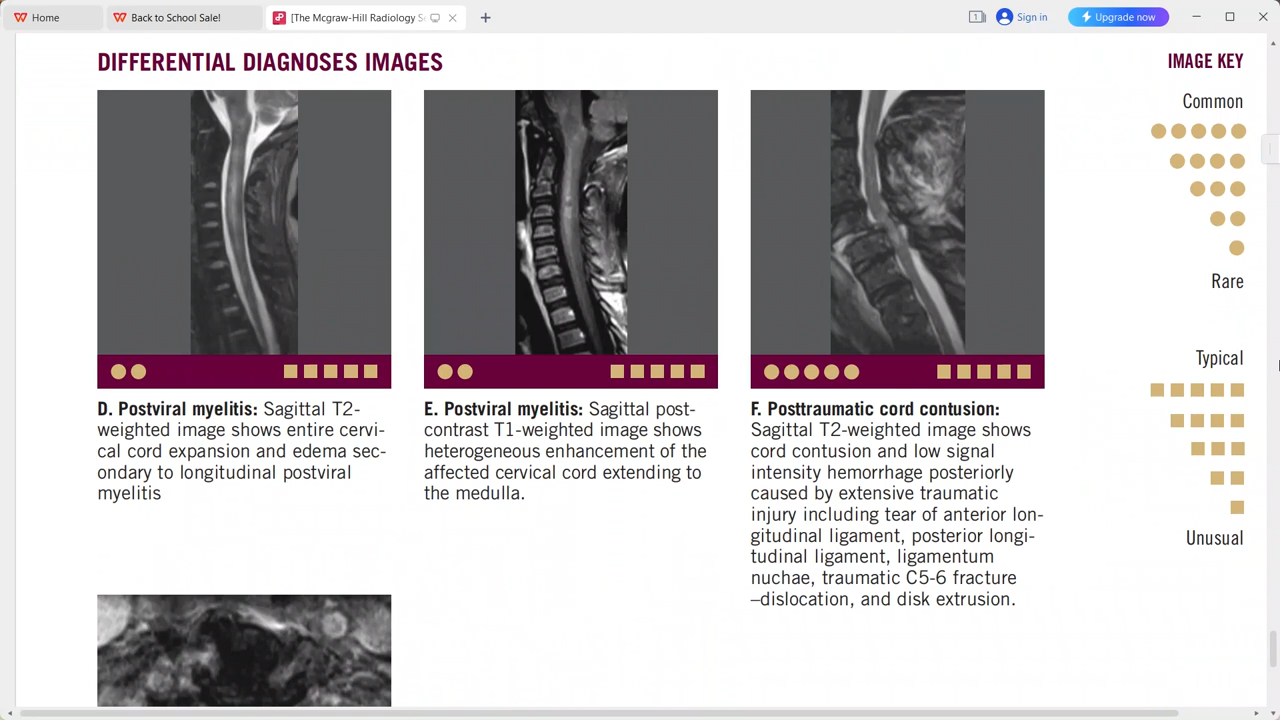 Home
Back to School Sale!
[The Mcgraw-Hill Radiology S
1
Sign in
Upgrade now
DIFFERENTIAL DIAGNOSES IMAGES
IMAGE KEY
Common
Rare
Typical
Unusual
D. Postviral myelitis: Sagittal T2-
weighted image shows entire cervi-
cal cord expansion and edema sec-
ondary to longitudinal postviral
myelitis
E. Postviral myelitis: Sagittal post-
contrast T1-weighted image shows
heterogeneous enhancement of the
affected cervical cord extending to
the medulla.
F. Posttraumatic cord contusion:
Sagittal T2-weighted image shows
cord contusion and low signal
intensity hemorrhage posteriorly
caused by extensive traumatic
injury including tear of anterior lon-
gitudinal ligament, posterior longi-
tudinal ligament, ligamentum
nuchae, traumatic C5-6 fracture
–dislocation, and disk extrusion.